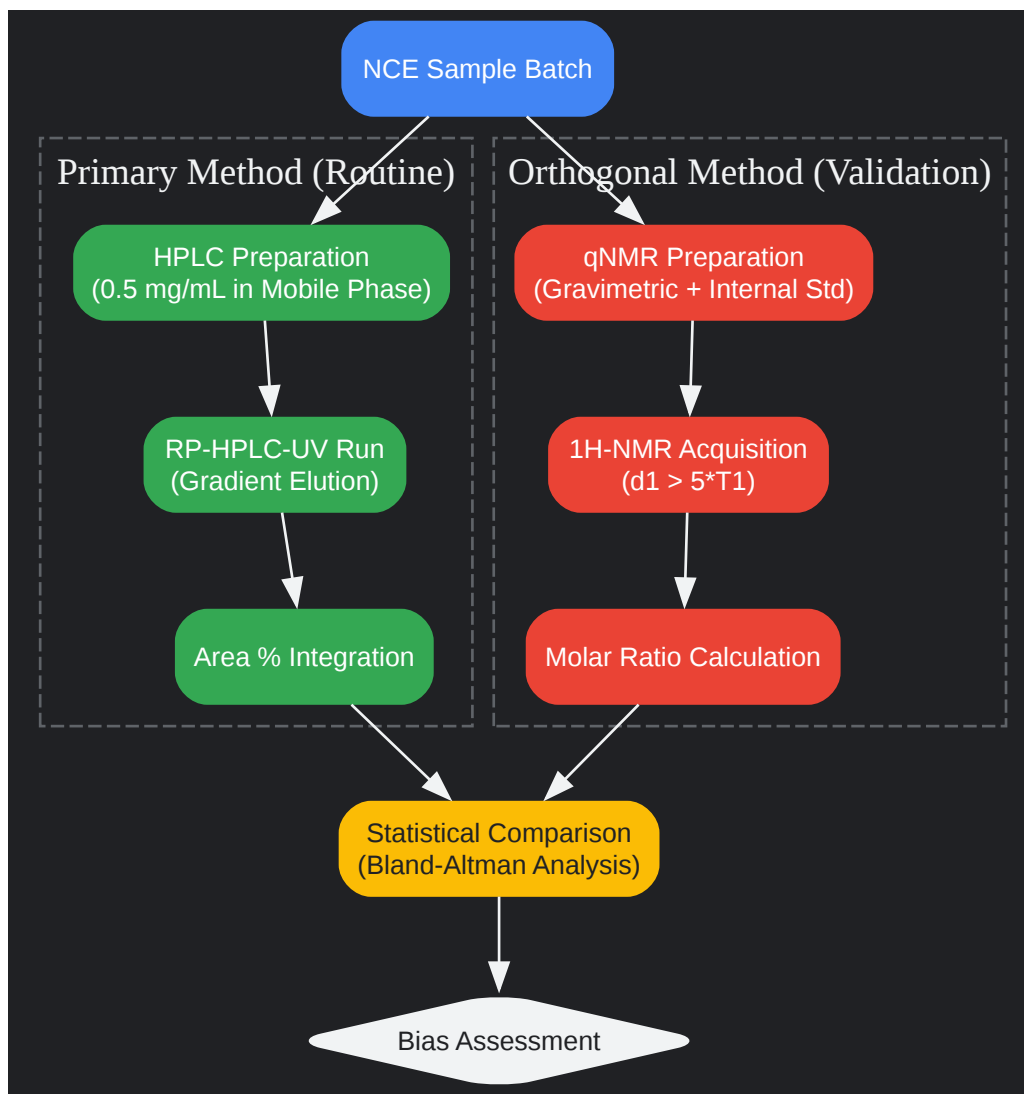 NCE Sample Batch
Primary Method (Routine)
Orthogonal Method (Validation)
HPLC Preparation
(0.5 mg/mL in Mobile Phase)
qNMR Preparation
(Gravimetric + Internal Std)
RP-HPLC-UV Run
(Gradient Elution)
1H-NMR Acquisition
(d1 > 5*T1)
Area % Integration
Molar Ratio Calculation
Statistical Comparison
(Bland-Altman Analysis)
Bias Assessment